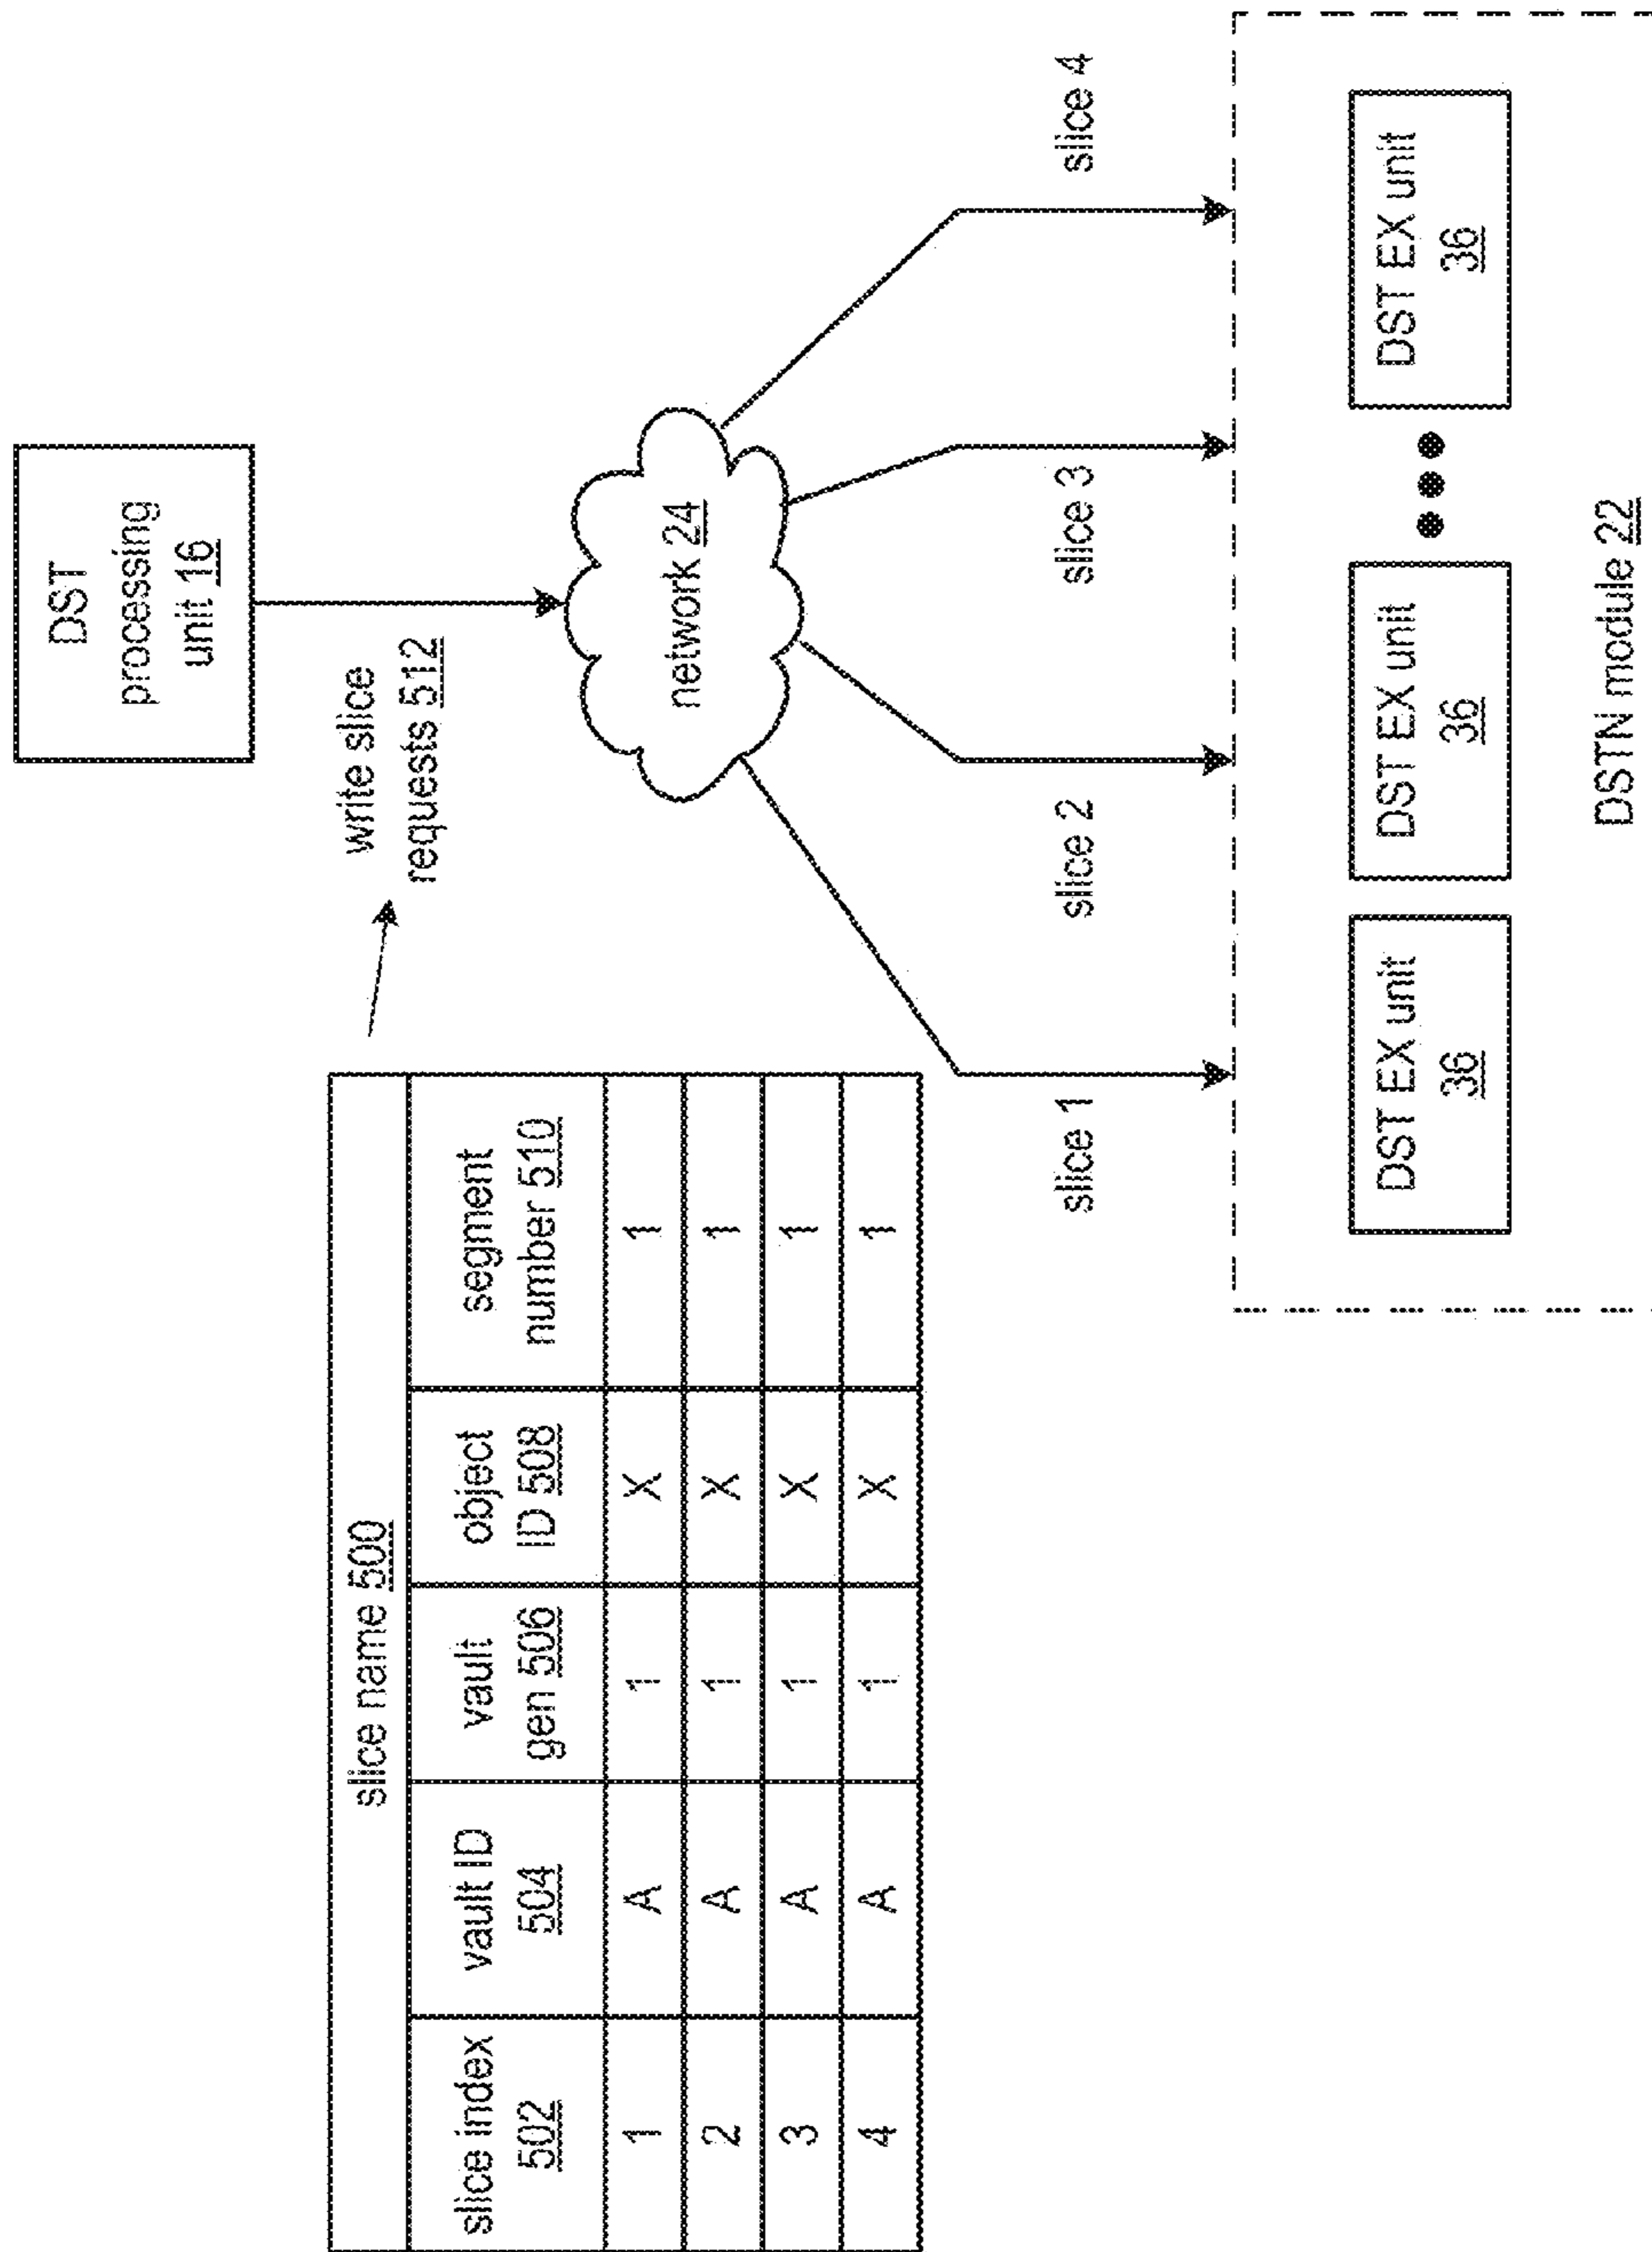 DST
processing
unit 16
write slice
requests 512
slice name 500
slice index
502
vault ID
504
vault
gen 506
object
ID 508
segment
number 510
1 A 1 X 1
2 A 1 X 1
3 A 1 X 1
4 A 1 X 1
network 24
slice 1
slice 2
slice 3
slice 4
DST EX unit
36
DST EX unit
36
DST EX unit
36
DSTN module 22